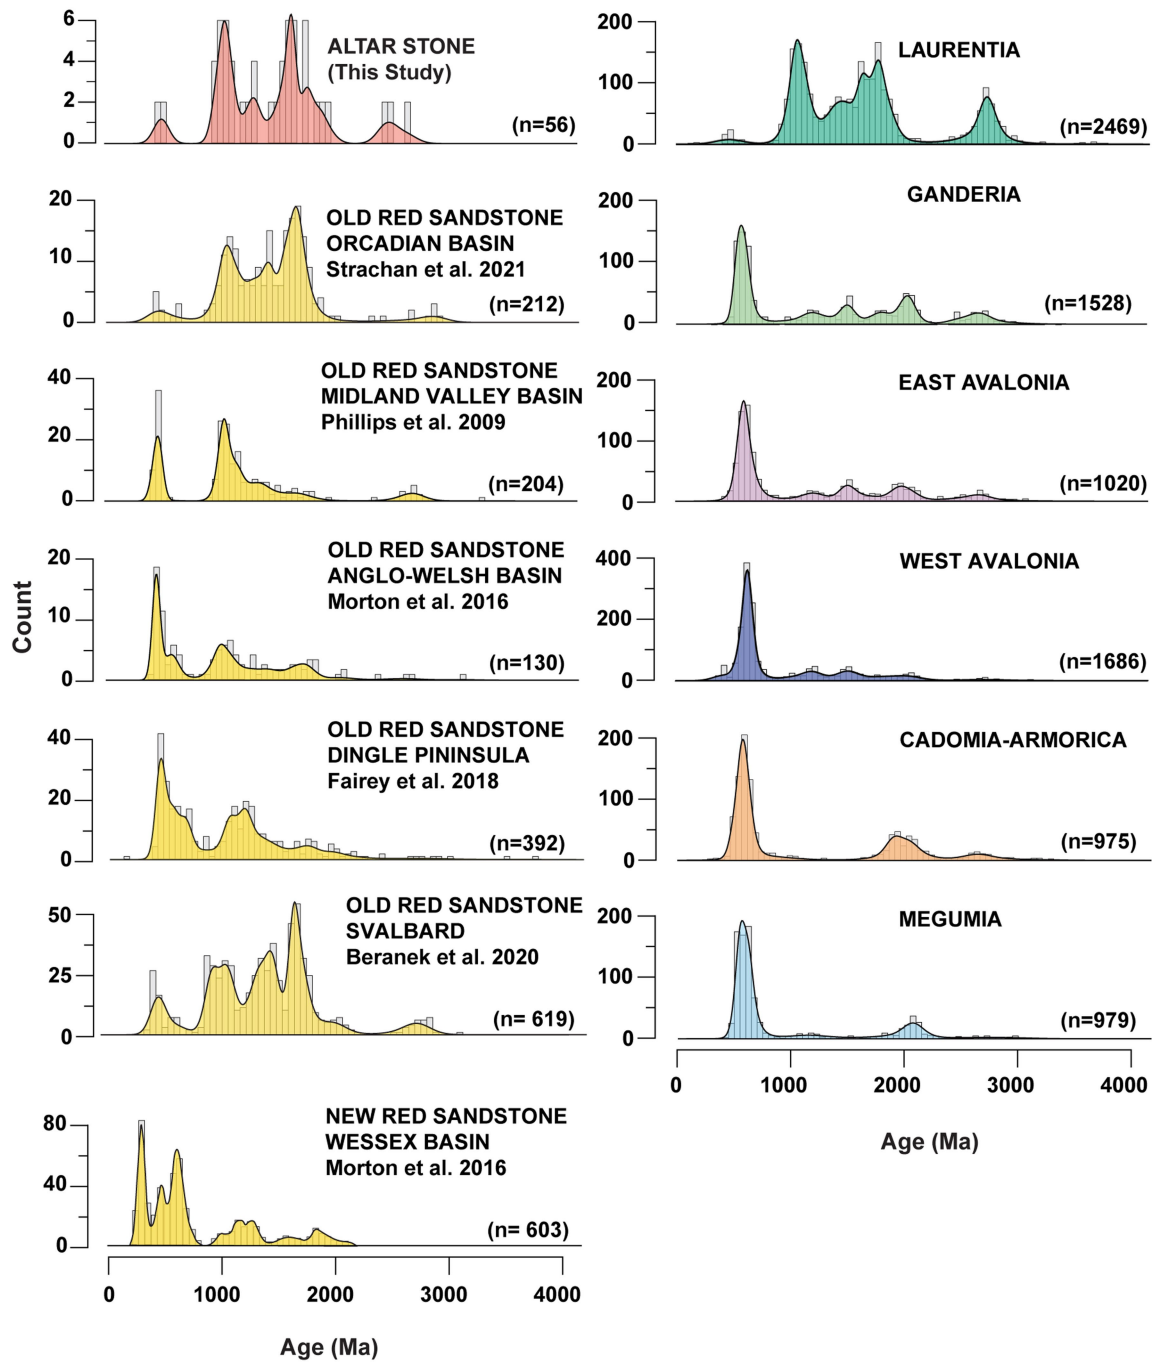 6
4
2
0
ALTAR STONE
(This Study)
(n=56)
20
10
0
OLD RED SANDSTONE
ORCADIAN BASIN
Strachan et al. 2021
(n=212)
40
20
0
OLD RED SANDSTONE
MIDLAND VALLEY BASIN
Phillips et al. 2009
(n=204)
20
10
0
OLD RED SANDSTONE
ANGLO-WELSH BASIN
Morton et al. 2016
(n=130)
Count
40
20
0
OLD RED SANDSTONE
DINGLE PININSULA
Fairey et al. 2018
(n=392)
50
25
0
OLD RED SANDSTONE
SVALBARD
Beranek et al. 2020
(n= 619)
80
40
0
NEW RED SANDSTONE
WESSEX BASIN
Morton et al. 2016
(n= 603)
0 1000 2000 3000 4000
Age (Ma)
200
100
0
LAURENTIA
(n=2469)
200
100
0
GANDERIA
(n=1528)
200
100
0
EAST AVALONIA
(n=1020)
400
200
0
WEST AVALONIA
(n=1686)
200
100
0
CADOMIA-ARMORICA
(n=975)
200
100
0
MEGUMIA
(n=979)
0 1000 2000 3000 4000
Age (Ma)